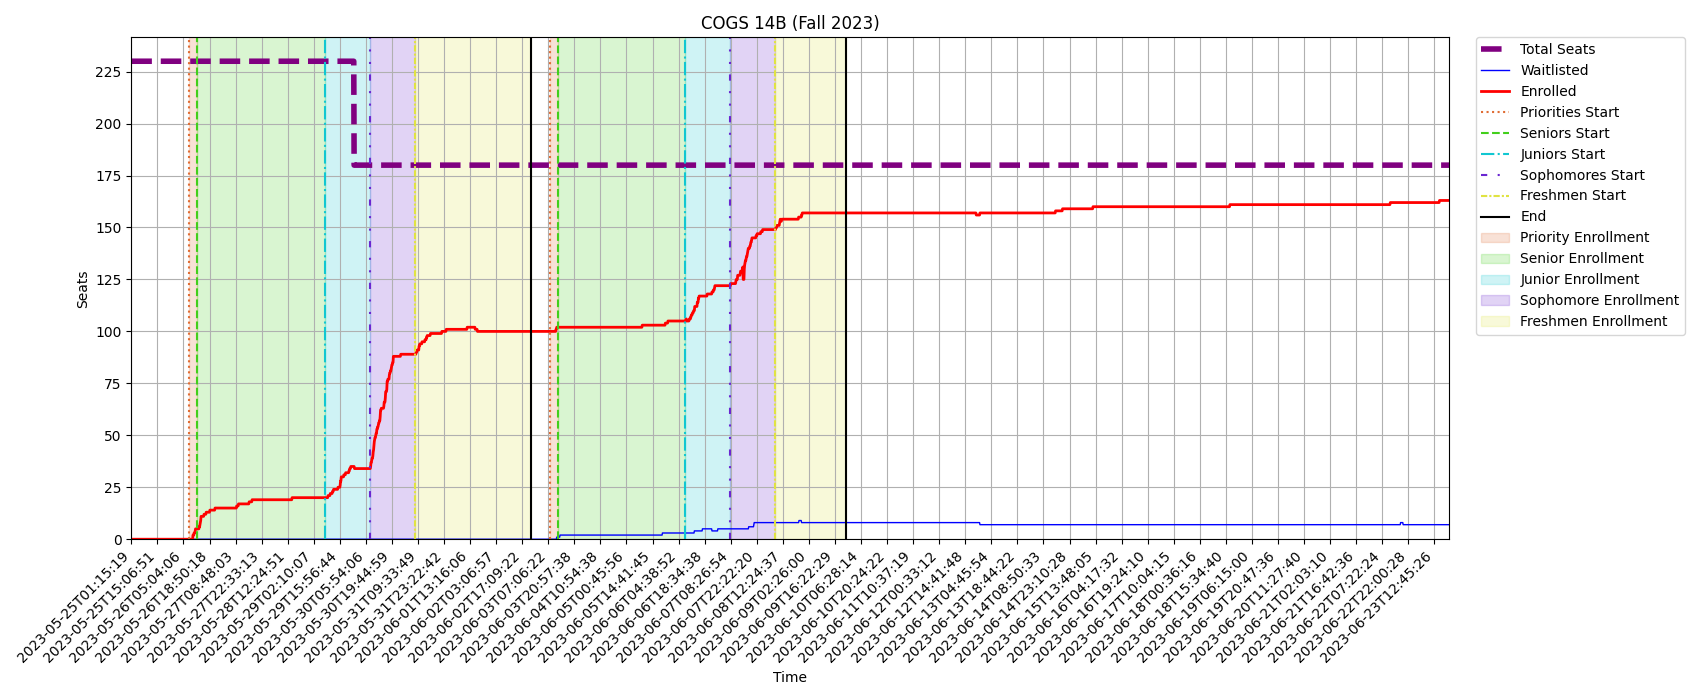 COGS 14B (Fall 2023)
Seats
225
200
175
150
125
100
75
50
25
0
2023-05-25T01:15:19
2023-05-25T15:06:51
2023-05-26T05:04:06
2023-05-26T18:50:18
2023-05-27T08:48:03
2023-05-27T22:33:13
2023-05-28T12:24:51
2023-05-29T02:10:07
2023-05-29T15:56:44
2023-05-30T05:54:06
2023-05-30T19:44:59
2023-05-31T09:33:49
2023-05-31T23:22:42
2023-06-01T13:16:06
2023-06-02T03:06:57
2023-06-02T17:09:22
2023-06-03T07:06:22
2023-06-03T20:57:38
2023-06-04T10:54:38
2023-06-05T00:45:56
2023-06-05T14:41:45
2023-06-06T04:38:52
2023-06-06T18:34:38
2023-06-07T08:26:54
2023-06-07T22:22:20
2023-06-08T12:24:37
2023-06-09T02:26:00
2023-06-09T16:22:29
2023-06-10T06:28:14
2023-06-10T20:24:22
2023-06-11T10:37:19
2023-06-12T00:33:12
2023-06-12T14:41:48
2023-06-13T04:45:54
2023-06-13T18:44:22
2023-06-14T08:50:33
2023-06-14T23:10:28
2023-06-15T13:48:05
2023-06-16T04:17:32
2023-06-16T19:24:10
2023-06-17T10:04:15
2023-06-18T00:36:16
2023-06-18T15:34:40
2023-06-19T06:15:00
2023-06-19T20:47:36
2023-06-20T11:27:40
2023-06-21T02:03:10
2023-06-21T16:42:36
2023-06-22T07:22:24
2023-06-22T22:00:28
2023-06-23T12:45:26
Time
Total Seats
Waitlisted
Enrolled
Priorities Start
Seniors Start
Juniors Start
Sophomores Start
Freshmen Start
End
Priority Enrollment
Senior Enrollment
Junior Enrollment
Sophomore Enrollment
Freshmen Enrollment